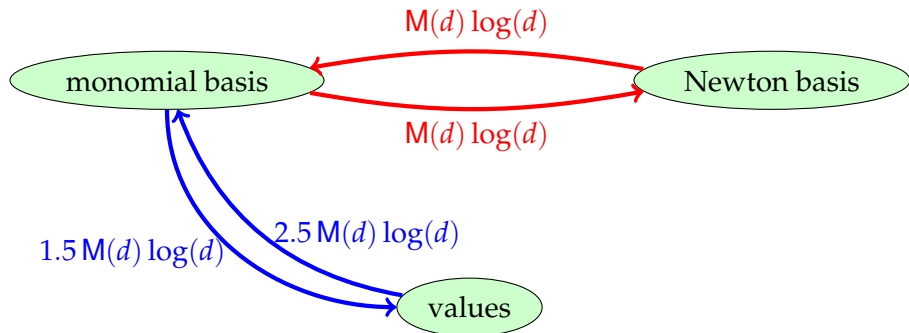 M(d) log(d)
monomial basis
Newton basis
M(d) log(d)
2.5 M(d) log(d)
1.5 M(d) log(d)
values